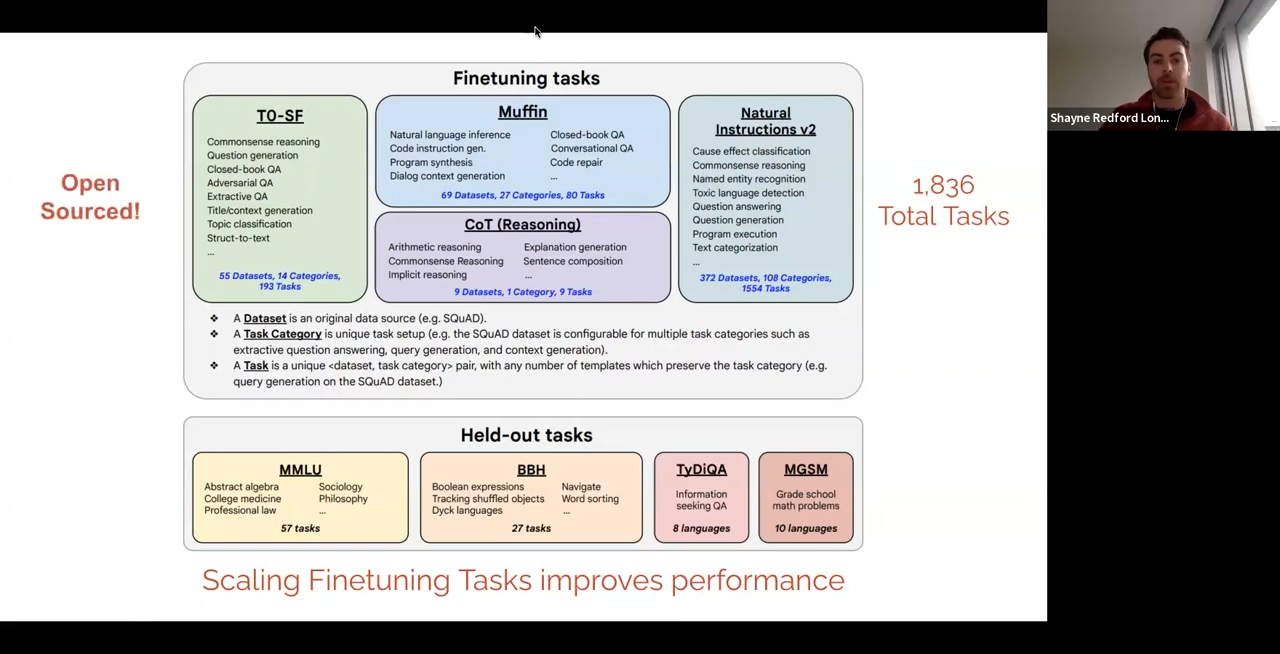 Finetuning tasks
T0-SF
Commonsense reasoning
Question generation
Closed-book QA
Adversarial QA
Extractive QA
Title/context generation
Topic classification
Struct-to-text
...
55 Datasets, 14 Categories,
193 Tasks
Muffin
Natural language inference
Code instruction gen.
Program synthesis
Dialog context generation
Closed-book QA
Conversational QA
Code repair
...
69 Datasets, 27 Categories, 80 Tasks
CoT (Reasoning)
Arithmetic reasoning
Commonsense Reasoning
Implicit reasoning
Explanation generation
Sentence composition
...
9 Datasets, 1 Category, 9 Tasks
Natural
Instructions v2
Cause effect classification
Commonsense reasoning
Named entity recognition
Toxic language detection
Question answering
Question generation
Program execution
Text categorization
...
372 Datasets, 108 Categories,
1554 Tasks
❖ A Dataset is an original data source (e.g. SQuAD).
❖ A Task Category is unique task setup (e.g. the SQuAD dataset is configurable for multiple task categories such as
extractive question answering, query generation, and context generation).
❖ A Task is a unique <dataset, task category> pair, with any number of templates which preserve the task category (e.g.
query generation on the SQuAD dataset.)
Open
Sourced!
1,836
Total Tasks
Held-out tasks
MMLU
Abstract algebra
College medicine
Professional law
Sociology
Philosophy
...
57 tasks
BBH
Boolean expressions
Tracking shuffled objects
Dyck languages
Navigate
Word sorting
...
27 tasks
TyDiQA
Information
seeking QA
8 languages
MGSM
Grade school
math problems
10 languages
Scaling Finetuning Tasks improves performance
Shayne Redford Lon...